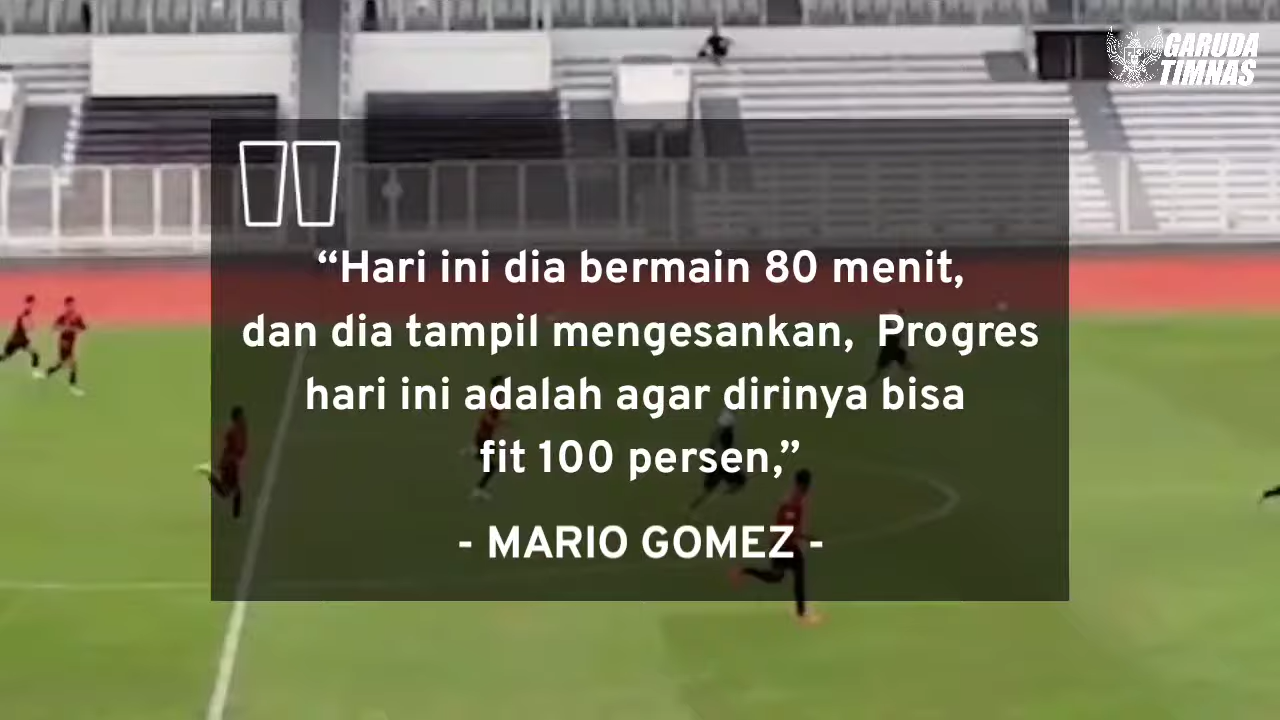 GARUDA
TIMNAS
“Hari ini dia bermain 80 menit,
dan dia tampil mengesankan,  Progres
hari ini adalah agar dirinya bisa
fit 100 persen,”
- MARIO GOMEZ -